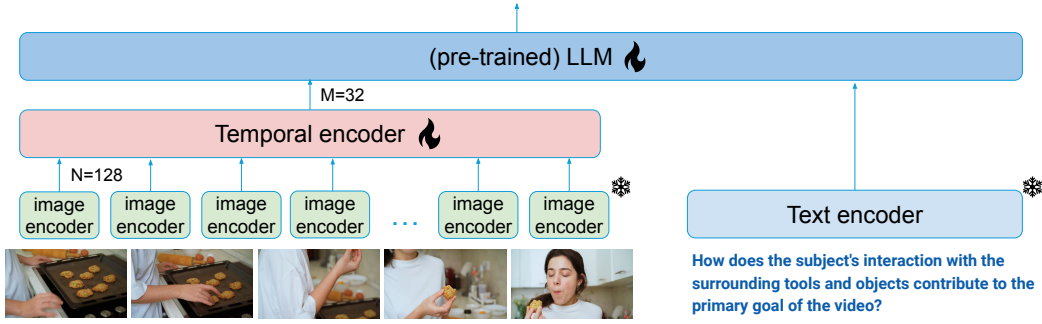 (pre-trained) LLM
M=32
Temporal encoder
N=128
image encoder
image encoder
image encoder
image encoder
...
image encoder
image encoder
Text encoder
How does the subject's interaction with the
surrounding tools and objects contribute to the
primary goal of the video?